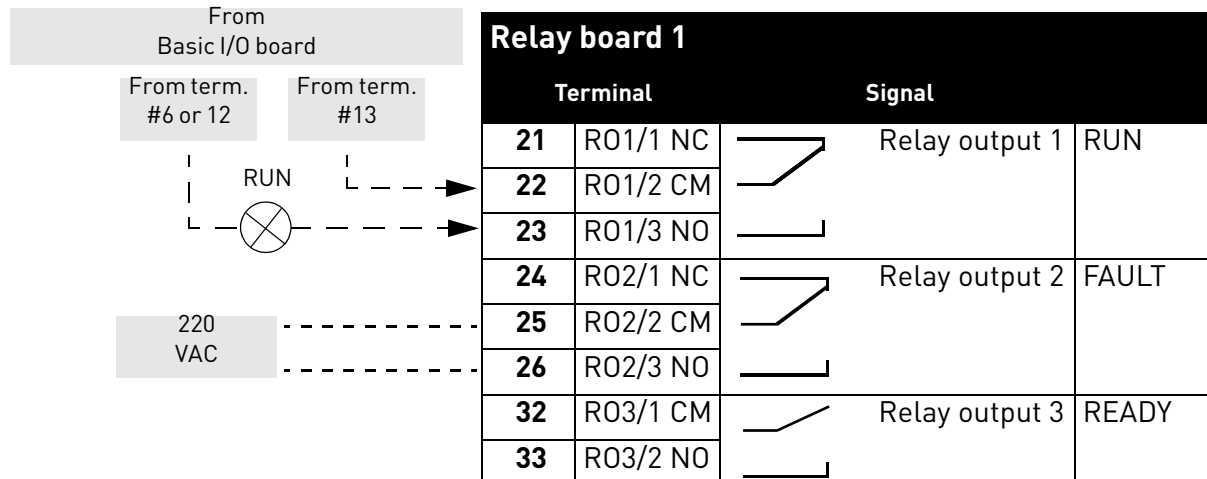 From
Basic I/O board
From term.
#6 or 12
From term.
#13
RUN
220
VAC
Relay board 1
Terminal Signal
21 RO1/1 NC Relay output 1 RUN
22 RO1/2 CM
23 RO1/3 NO
24 RO2/1 NC Relay output 2 FAULT
25 RO2/2 CM
26 RO2/3 NO
32 RO3/1 CM Relay output 3 READY
33 RO3/2 NO